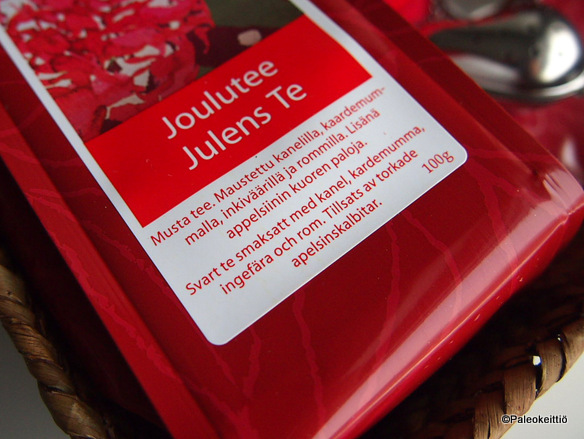 Joulutee
Julens Te
Musta tee. Maustettu kanelilla, kaardemum-
malla, inkiväärillä ja rommilla. Lisänä
appelsiinin kuoren paloja.
Svart te smaksatt med kanel, kardemumma,
ingefära och rom. Tillsats av torkade
apelsinskalbitar.
100g
©Paleokeittiö